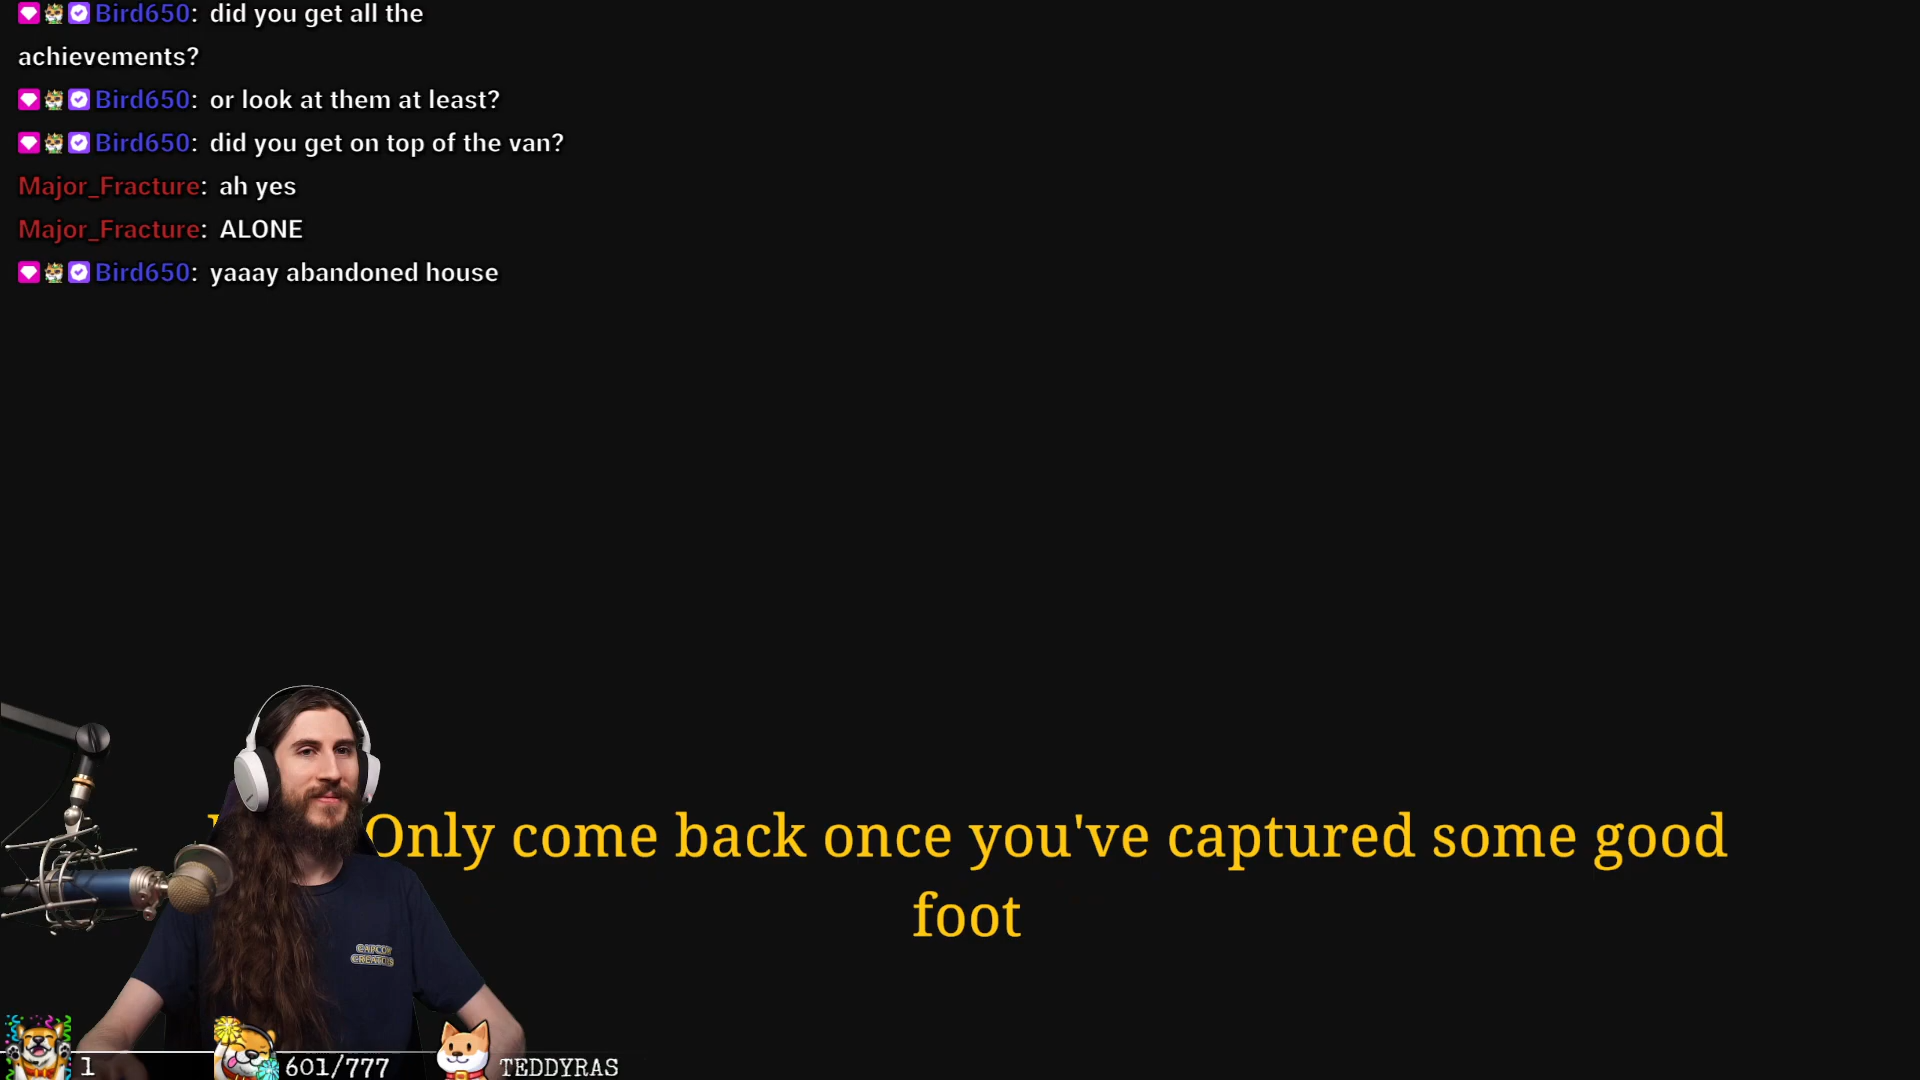 Bird650: did you get all the
achievements?
Bird650: or look at them at least?
Bird650: did you get on top of the van?
Major_Fracture: ah yes
Major_Fracture: ALONE
Bird650: yaaay abandoned house
Only come back once you've captured some good
foot
CAPCOM
CREATORS
1
601/777
TEDDYRAS